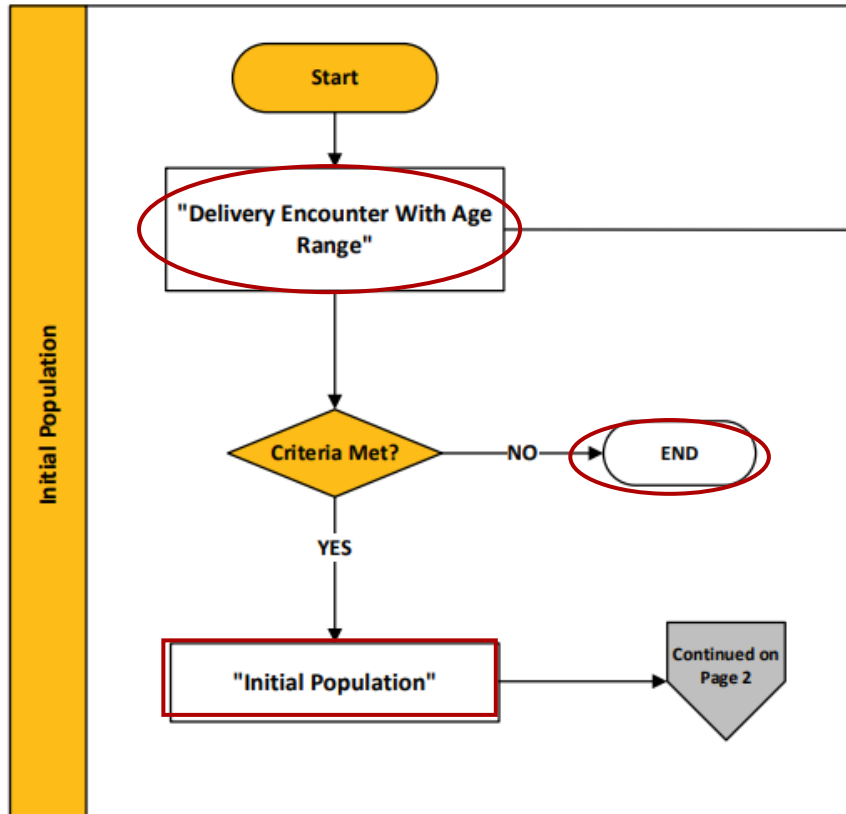 Initial Population
Start
"Delivery Encounter With Age
Range"
Criteria Met?
NO
END
YES
"Initial Population"
Continued on
Page 2